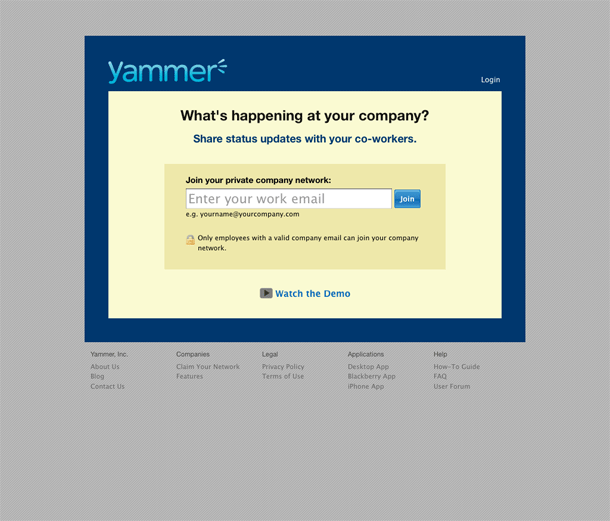 yammer
Login
What's happening at your company?
Share status updates with your co-workers.
Join your private company network:
Enter your work email
Join
e.g. yourname@yourcompany.com
Only employees with a valid company email can join your company
network.
Watch the Demo
Yammer, Inc.
About Us
Blog
Contact Us
Companies
Claim Your Network
Features
Legal
Privacy Policy
Terms of Use
Applications
Desktop App
Blackberry App
iPhone App
Help
How-To Guide
FAQ
User Forum